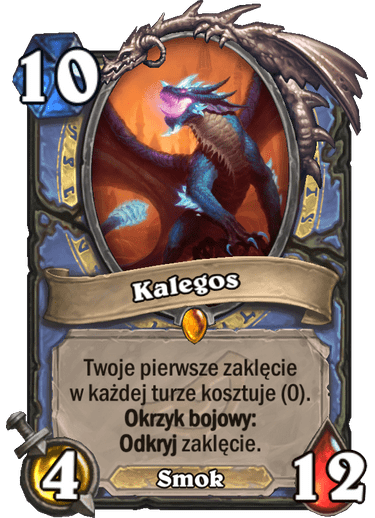 10
Kalegos
Twoje pierwsze zaklęcie
w każdej turze kosztuje (0).
Okrzyk bojowy:
Odkryj zaklęcie.
4
Smok
12